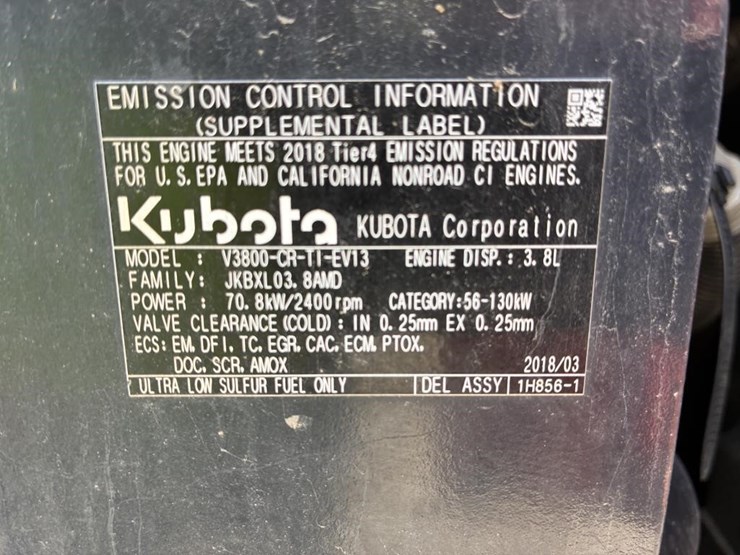 EMISSION CONTROL INFORMATION
(SUPPLEMENTAL LABEL)
THIS ENGINE MEETS 2018 Tier4 EMISSION REGULATIONS
FOR U.S.EPA AND CALIFORNIA NONROAD CI ENGINES.
Kubota KUBOTA Corporation
MODEL : V3800-CR-TI-EV13 ENGINE DISP.: 3.8L
FAMILY: JKBXL03.8AMD
POWER : 70.8kW/2400rpm CATEGORY:56-130kW
VALVE CLEARANCE(COLD): IN 0.25mm EX 0.25mm
ECS: EM, DFI, TC, EGR, CAC, ECM, PTOX,
DOC, SCR, AMOX 2018/03
ULTRA LOW SULFUR FUEL ONLY DEL ASSY 1H856-1